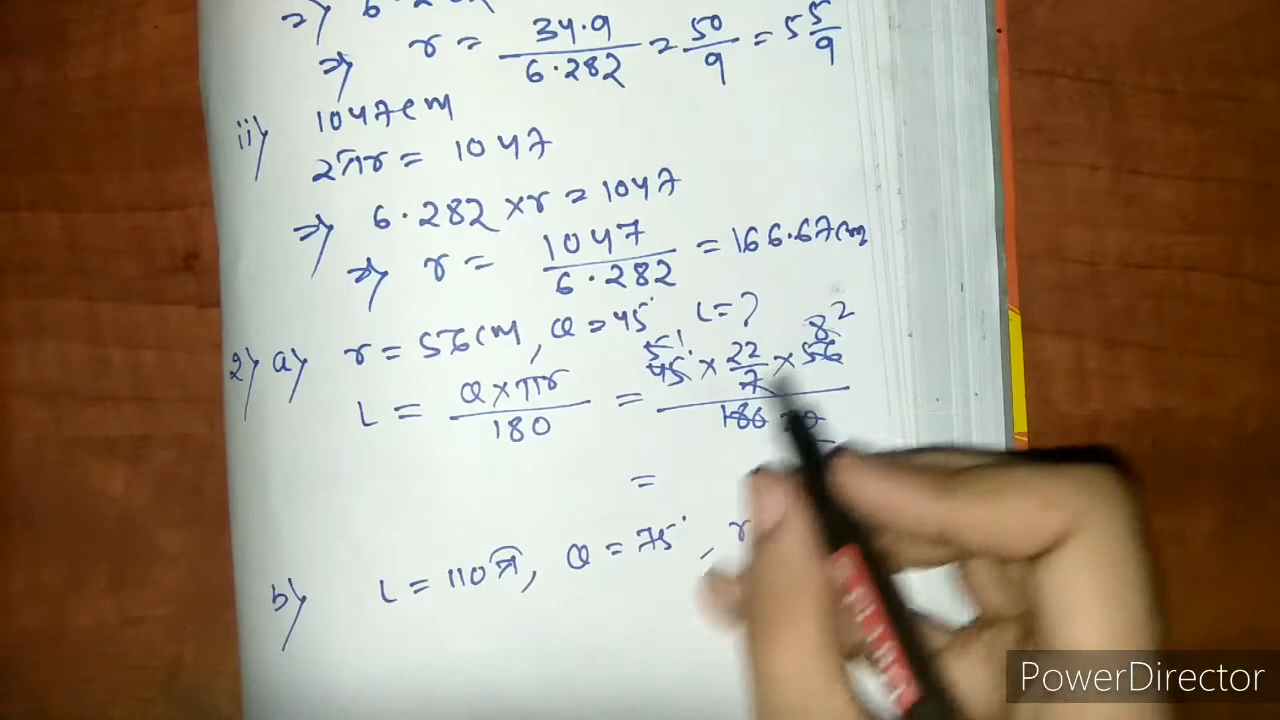 ⇒ r = 34.9/6.282 = 50/9 = 5 5/9
ii) 1047cm
2πr = 1047
⇒ 6.282 × r = 1047
⇒ r = 1047/6.282 = 166.67cm
2) a) r = 56cm, θ = 45° L = ?
L = θ × πr/180 = 45° × 22/7 × 56/180
=
b) L = 110π, θ = 75°, r
PowerDirector